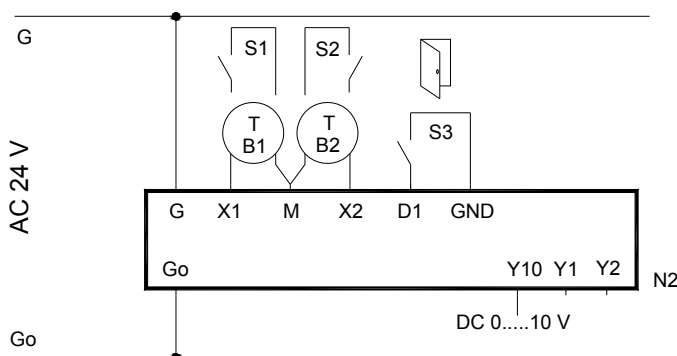 G
S1 S2
T T
B1 B2
S3
AC 24 V
G X1 M X2 D1 GND
Go Y10 Y1 Y2
N2
DC 0.....10 V
Go